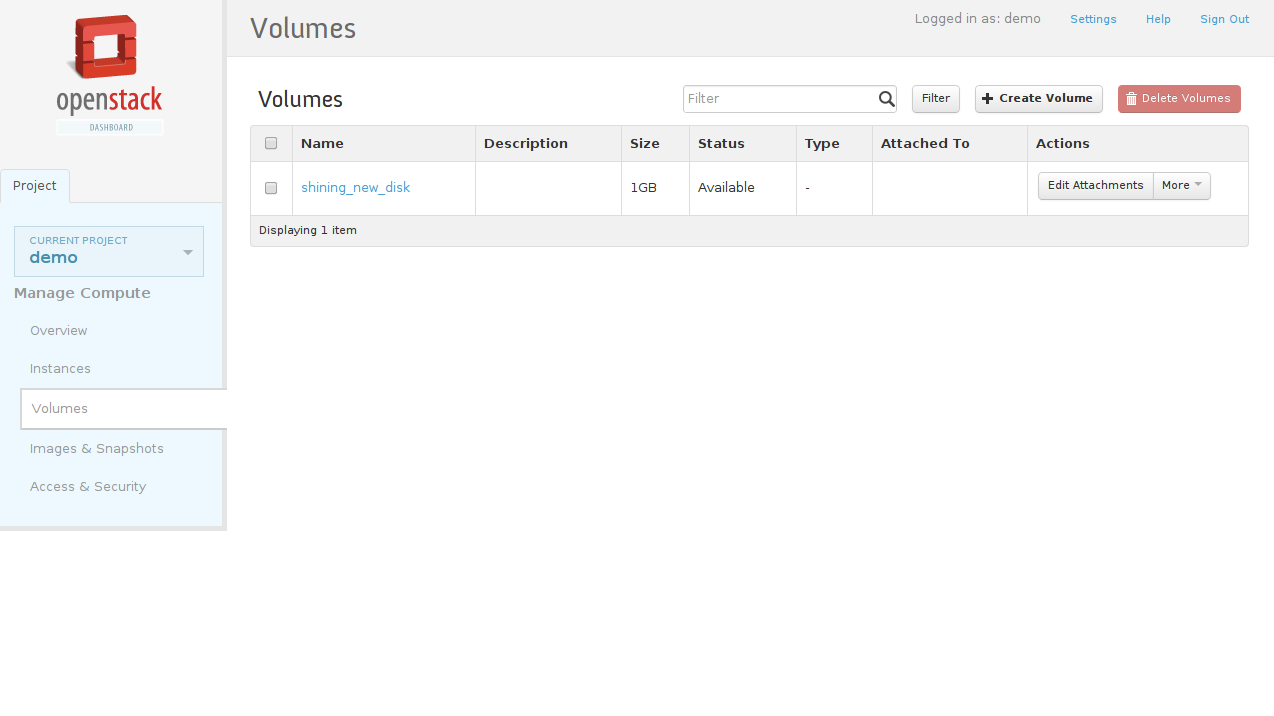 openstack
DASHBOARD
Project
CURRENT PROJECT
demo
Manage Compute
Overview
Instances
Volumes
Images & Snapshots
Access & Security
Volumes
Logged in as: demo Settings Help Sign Out
Volumes
Filter Filter Create Volume Delete Volumes
Name Description Size Status Type Attached To Actions
shining_new_disk 1GB Available - Edit Attachments More
Displaying 1 item